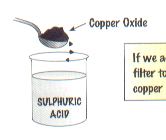 Copper Oxide
If we a
filter to
copper
SULPHURIC
ACID